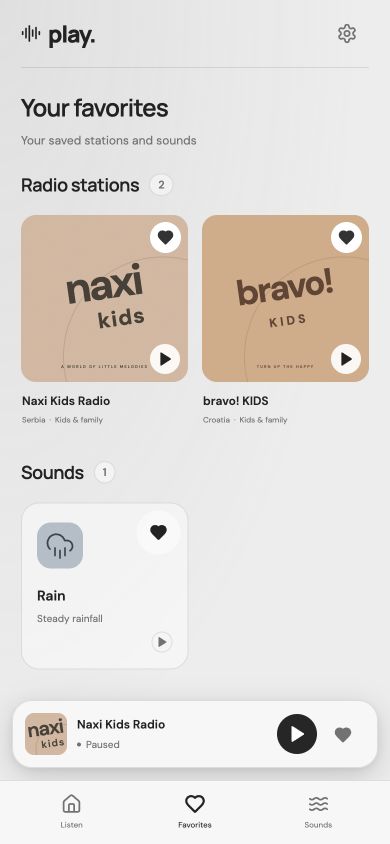 play.
Your favorites
Your saved stations and sounds
Radio stations 2
naxi
kids
A WORLD OF LITTLE MELODIES
bravo!
KIDS
TURN UP THE HAPPY
Naxi Kids Radio
Serbia · Kids & family
bravo! KIDS
Croatia · Kids & family
Sounds 1
Rain
Steady rainfall
naxi
kids
Naxi Kids Radio
Paused
Listen
Favorites
Sounds